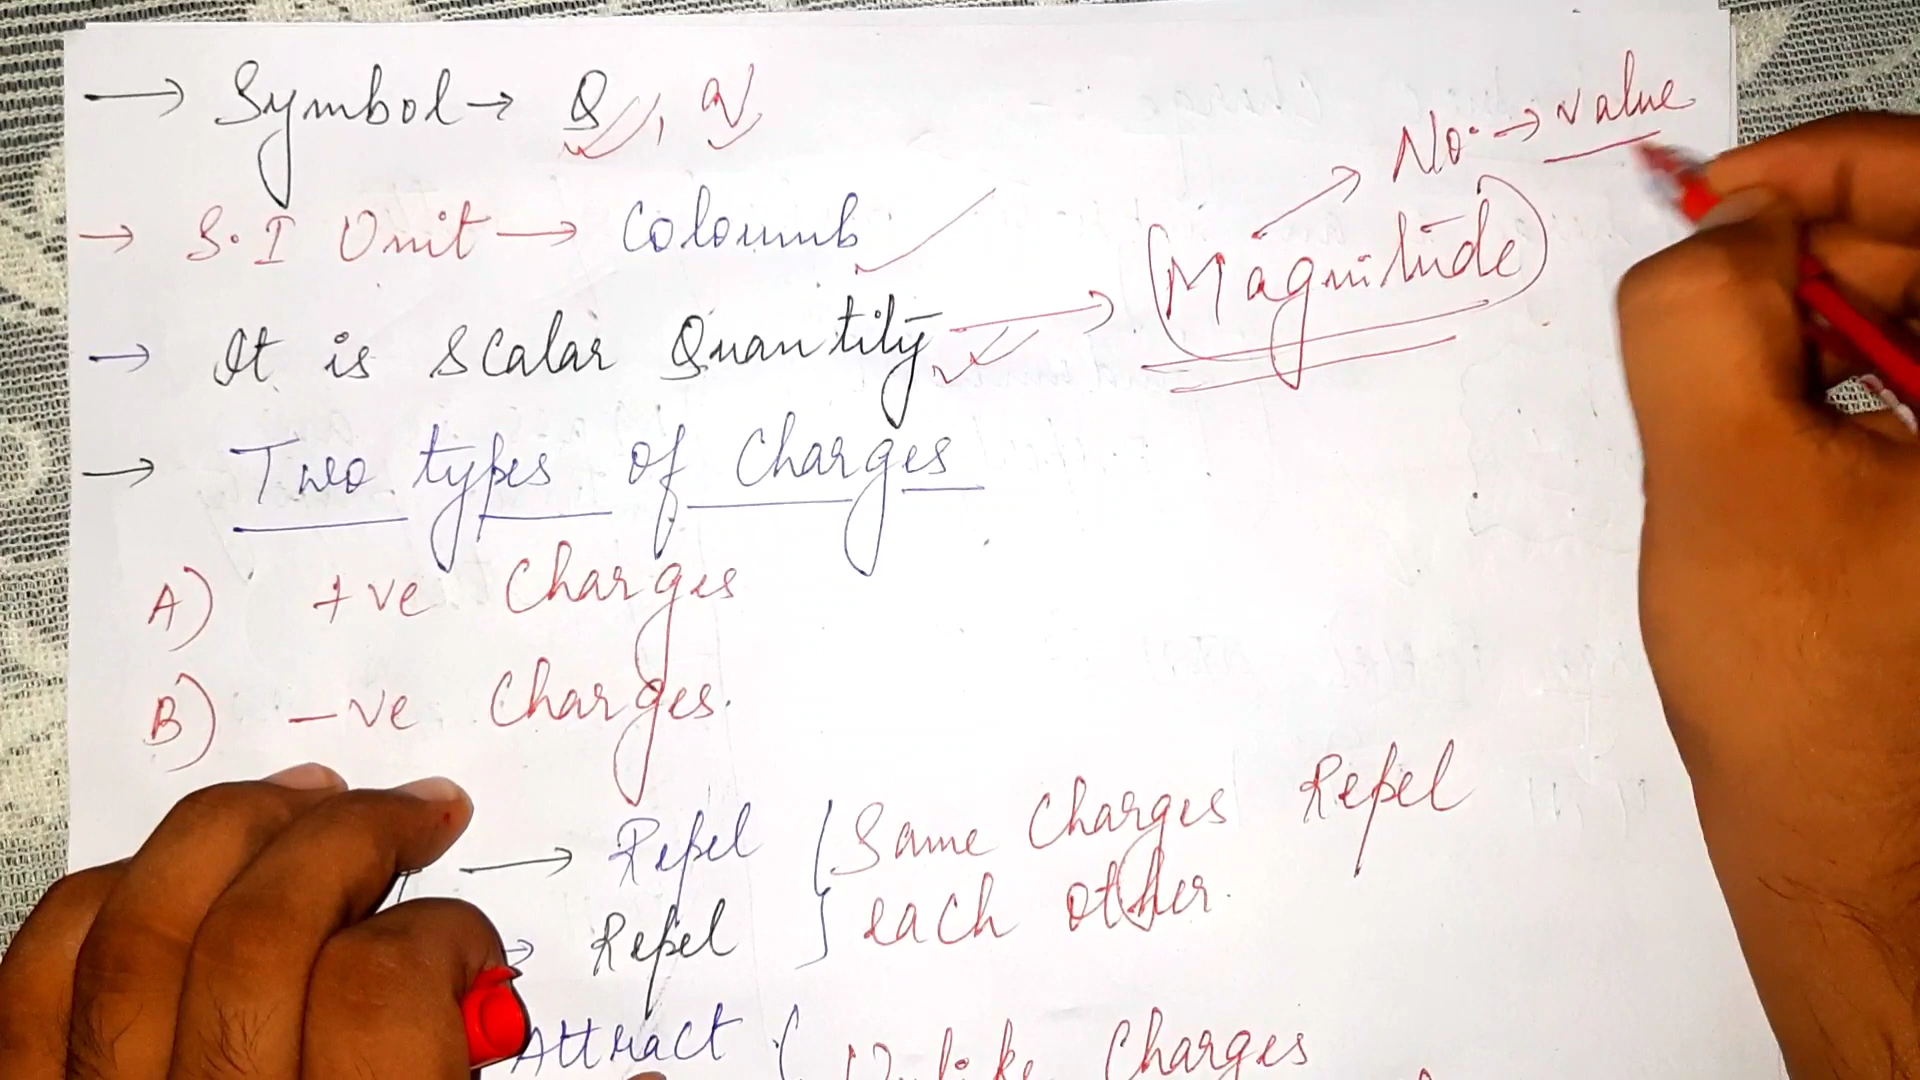 → Symbol → Q, q
No. → value
→ S.I Unit → Coloumb
(Magnitude)
→ It is Scalar Quantity →
→ Two types of Charges
A) +ve Charges
B) -ve Charges.
→ Repel { Same Charges Repel
→ Repel each other.
Attract { Unlike Charges